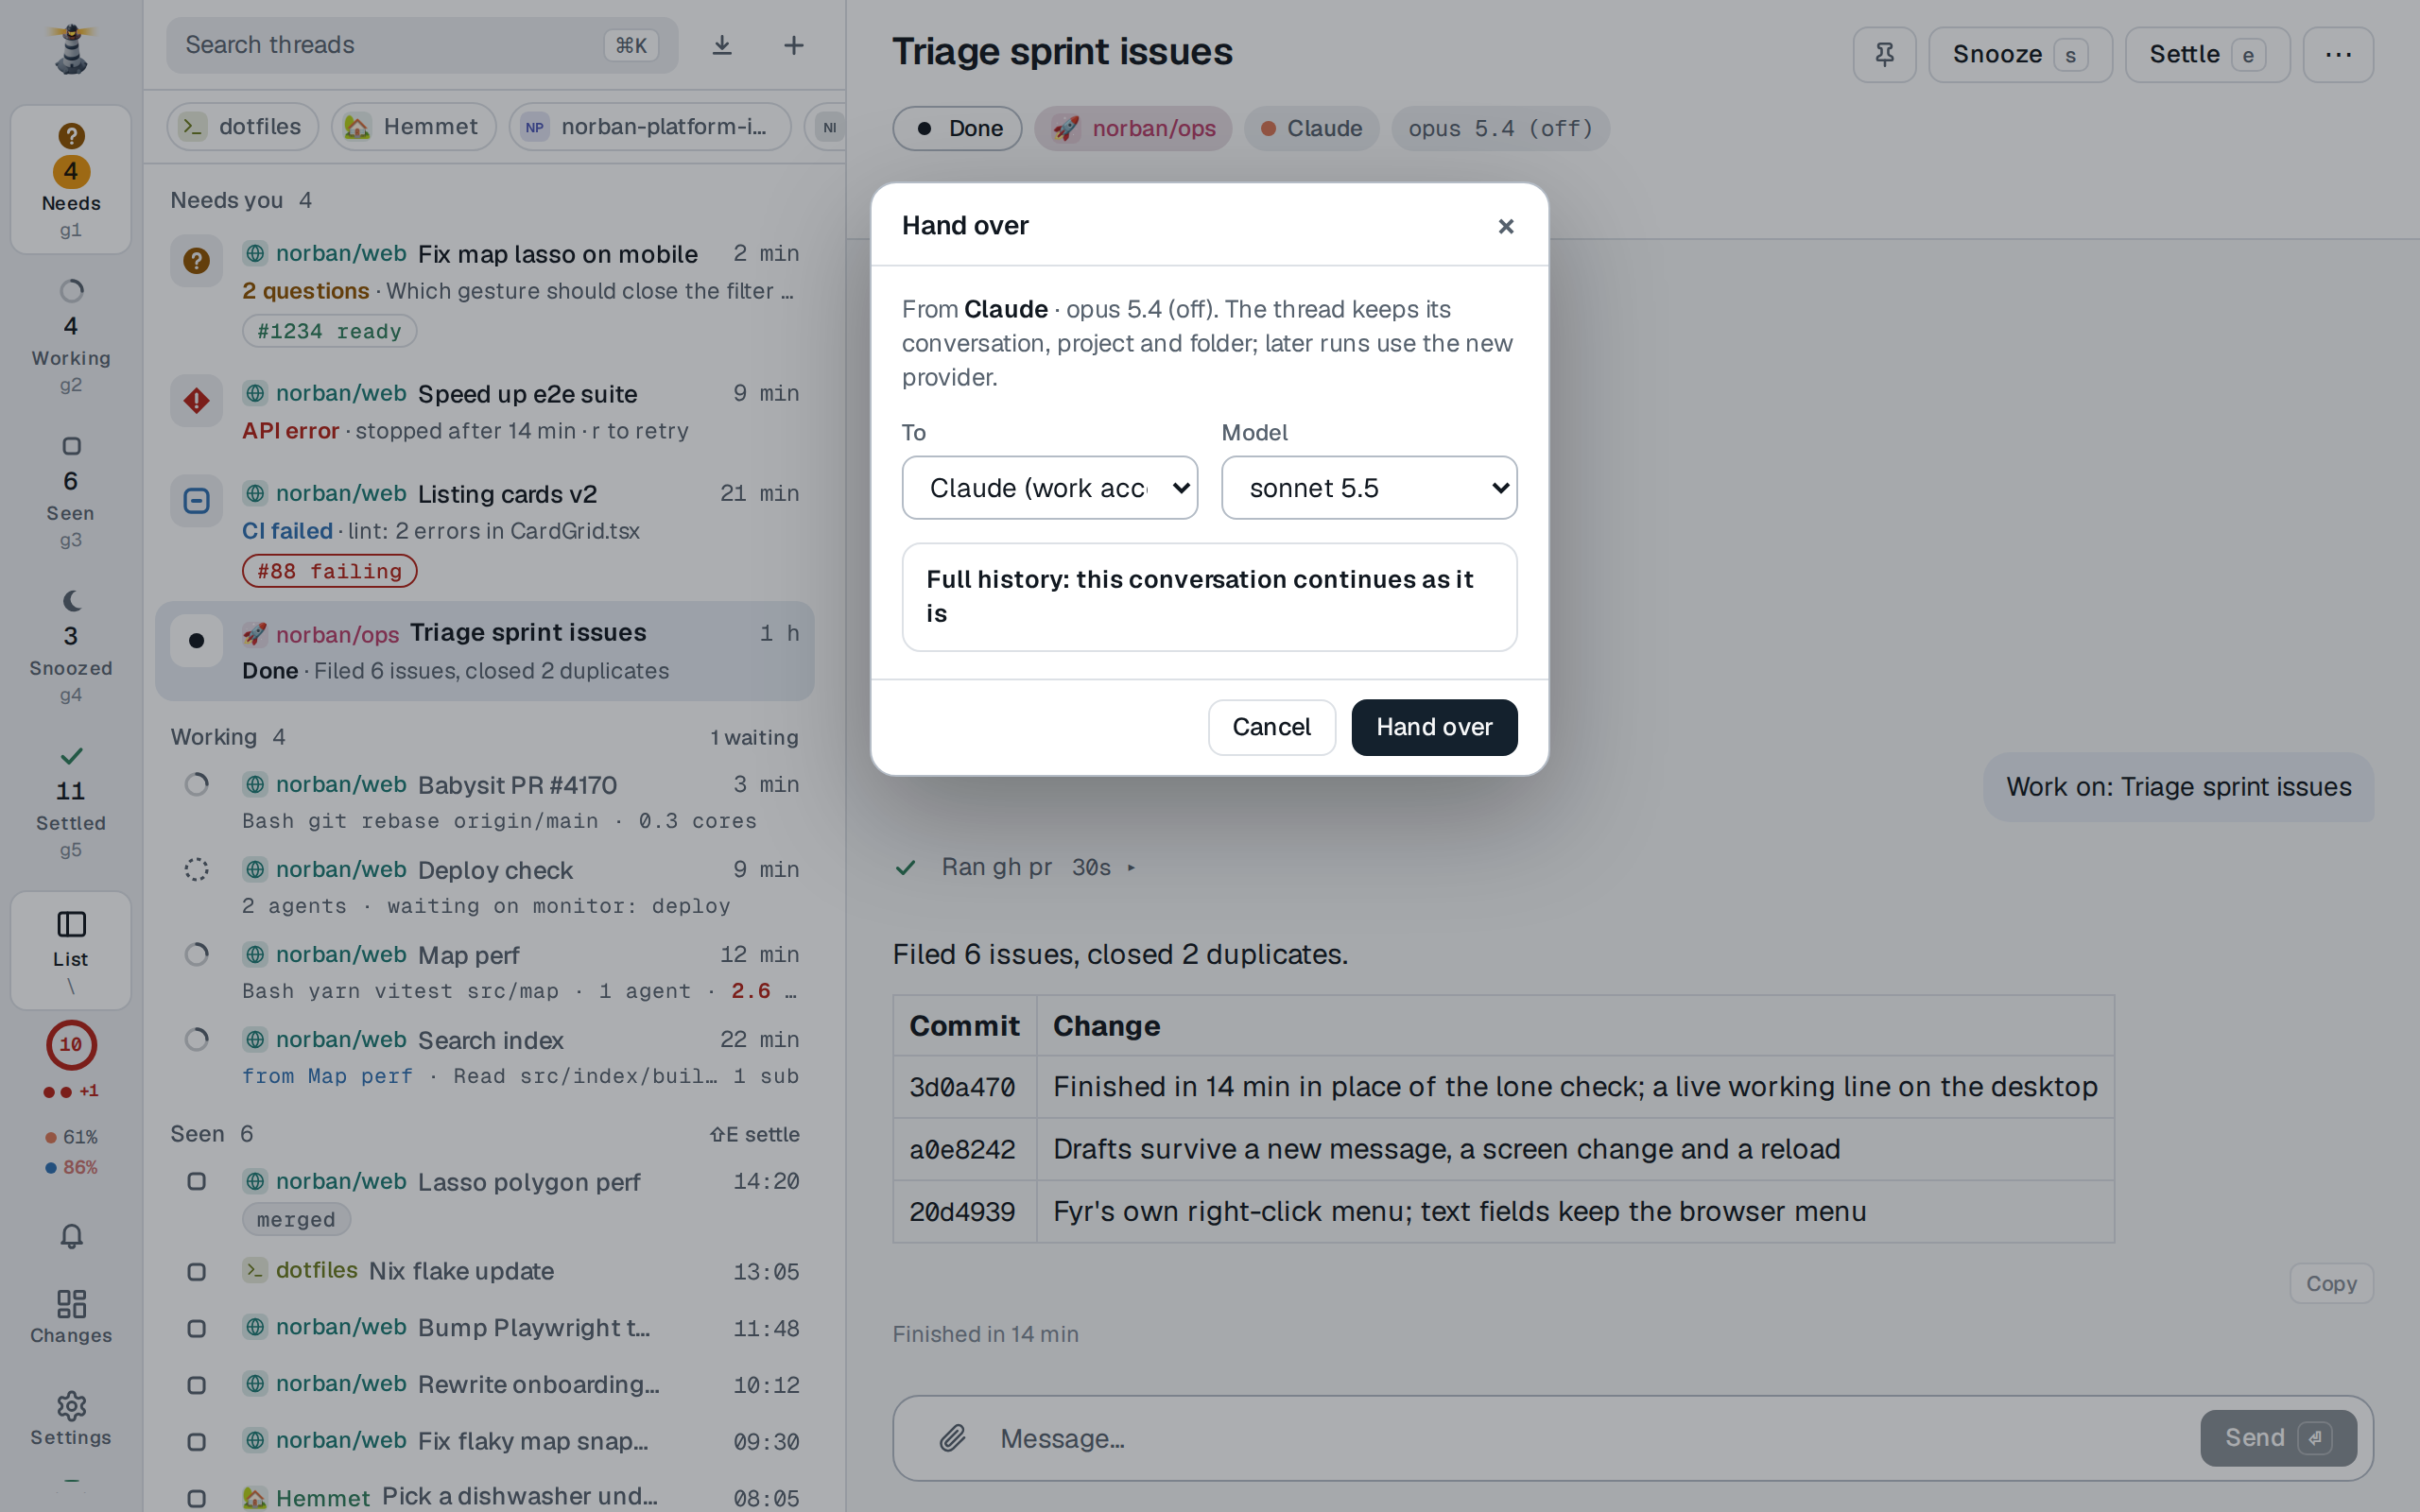 ?
4
Needs
g1
4
Working
g2
6
Seen
g3
3
Snoozed
g4
11
Settled
g5
List
\
10
+1
61%
86%
Changes
Settings
Search threads ⌘K
dotfiles
Hemmet
NP norban-platform-i...
NI
Needs you 4
norban/web Fix map lasso on mobile 2 min
2 questions · Which gesture should close the filter …
#1234 ready
norban/web Speed up e2e suite 9 min
API error · stopped after 14 min · r to retry
norban/web Listing cards v2 21 min
CI failed · lint: 2 errors in CardGrid.tsx
#88 failing
norban/ops Triage sprint issues 1 h
Done · Filed 6 issues, closed 2 duplicates
Working 4 1 waiting
norban/web Babysit PR #4170 3 min
Bash git rebase origin/main · 0.3 cores
norban/web Deploy check 9 min
2 agents · waiting on monitor: deploy
norban/web Map perf 12 min
Bash yarn vitest src/map · 1 agent · 2.6 …
norban/web Search index 22 min
from Map perf · Read src/index/buil… 1 sub
Seen 6 ⇧E settle
norban/web Lasso polygon perf 14:20
merged
dotfiles Nix flake update 13:05
norban/web Bump Playwright t... 11:48
norban/web Rewrite onboarding... 10:12
norban/web Fix flaky map snap... 09:30
Hemmet Pick a dishwasher und... 08:05
Triage sprint issues
Snooze s
Settle e
···
Done
norban/ops
Claude
opus 5.4 (off)
Hand over ×
From Claude · opus 5.4 (off). The thread keeps its
conversation, project and folder; later runs use the new
provider.
To Model
Claude (work acc
sonnet 5.5
Full history: this conversation continues as it
is
Cancel
Hand over
Work on: Triage sprint issues
Ran gh pr 30s
Filed 6 issues, closed 2 duplicates.
Commit Change
3d0a470 Finished in 14 min in place of the lone check; a live working line on the desktop
a0e8242 Drafts survive a new message, a screen change and a reload
20d4939 Fyr's own right-click menu; text fields keep the browser menu
Copy
Finished in 14 min
Message…
Send